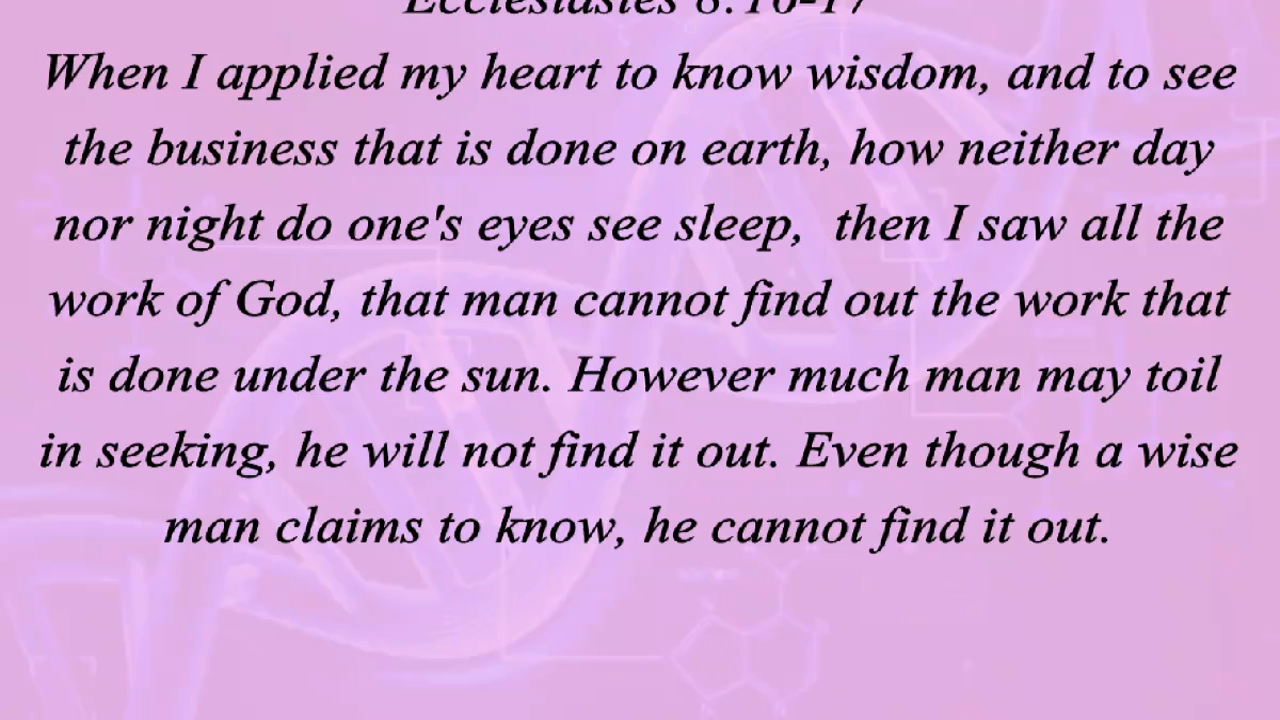 Ecclesiastes 8:16-17
When I applied my heart to know wisdom, and to see
the business that is done on earth, how neither day
nor night do one's eyes see sleep,  then I saw all the
work of God, that man cannot find out the work that
is done under the sun. However much man may toil
in seeking, he will not find it out. Even though a wise
man claims to know, he cannot find it out.